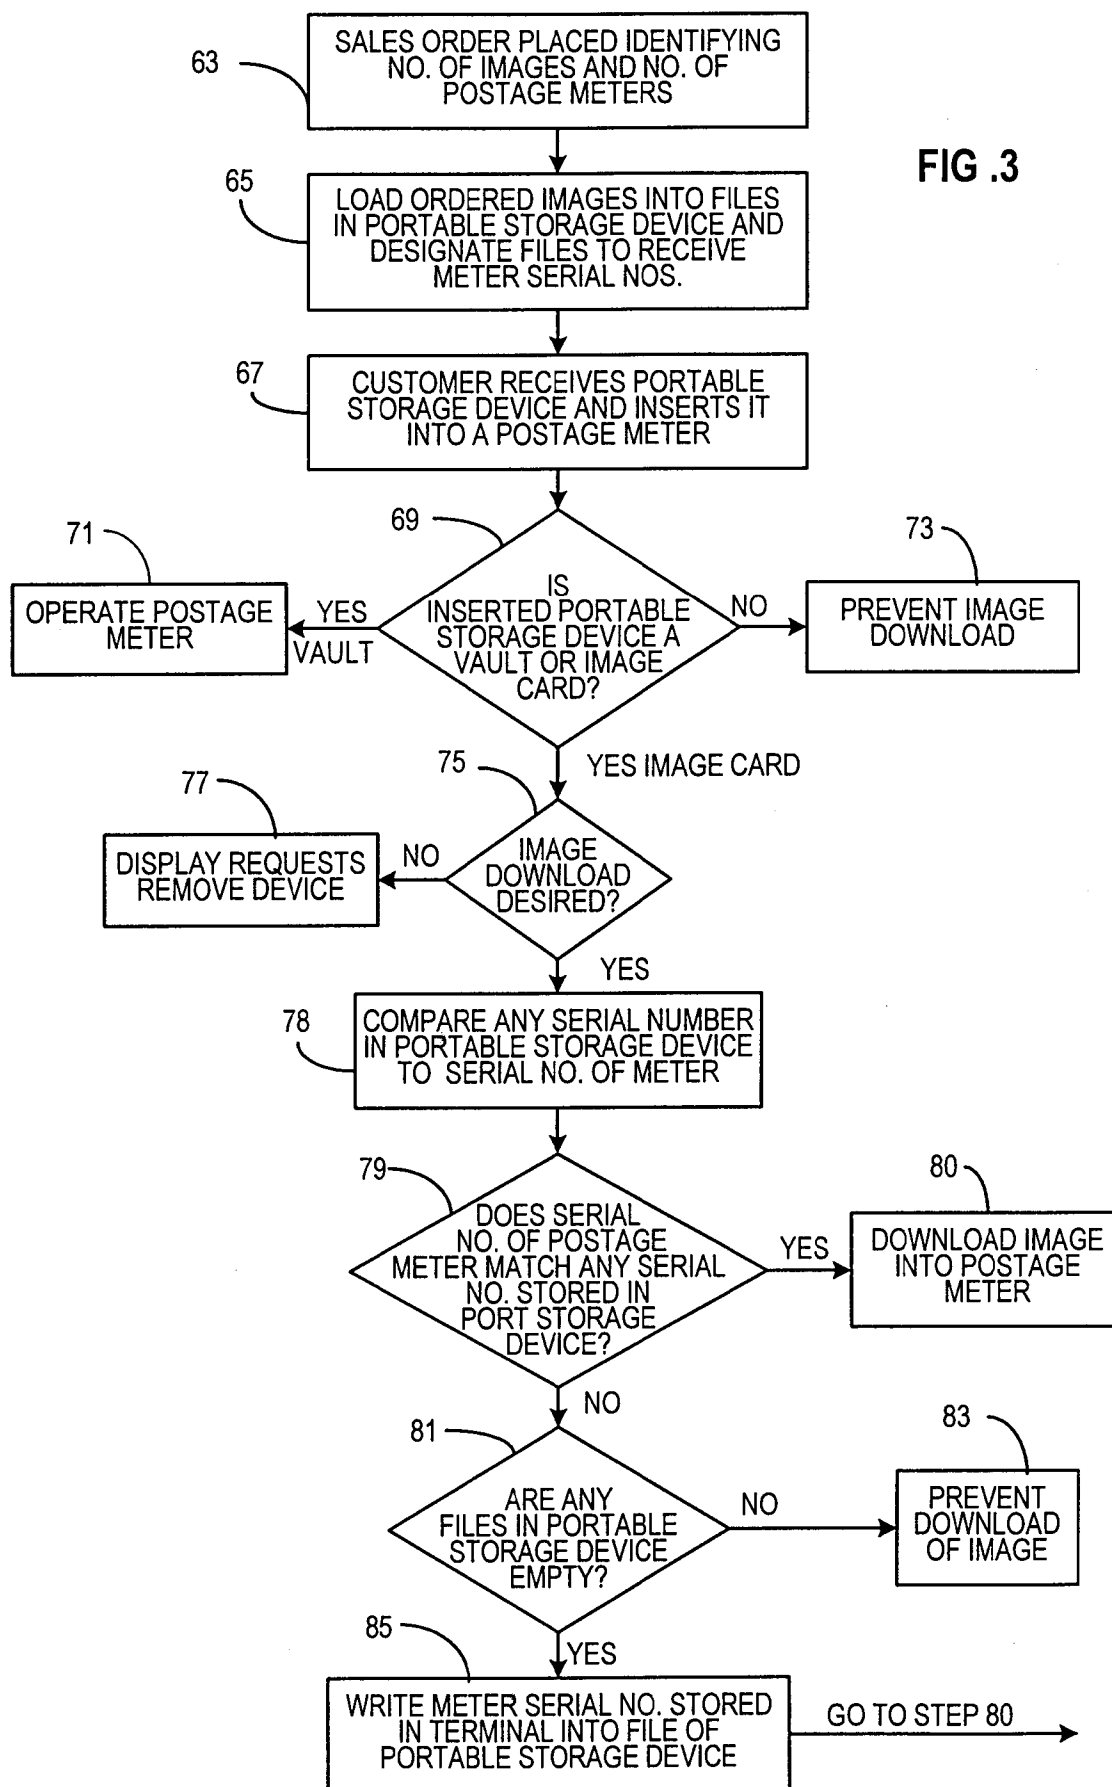 SALES ORDER PLACED IDENTIFYING
NO. OF IMAGES AND NO. OF
POSTAGE METERS
63
FIG .3
65
LOAD ORDERED IMAGES INTO FILES
IN PORTABLE STORAGE DEVICE AND
DESIGNATE FILES TO RECEIVE
METER SERIAL NOS.
67
CUSTOMER RECEIVES PORTABLE
STORAGE DEVICE AND INSERTS IT
INTO A POSTAGE METER
69
IS
INSERTED PORTABLE
STORAGE DEVICE A
VAULT OR IMAGE
CARD?
71
OPERATE POSTAGE
METER
YES
VAULT
NO
73
PREVENT IMAGE
DOWNLOAD
YES IMAGE CARD
75
IMAGE
DOWNLOAD
DESIRED?
77
NO
DISPLAY REQUESTS
REMOVE DEVICE
YES
78
COMPARE ANY SERIAL NUMBER
IN PORTABLE STORAGE DEVICE
TO SERIAL NO. OF METER
79
DOES SERIAL
NO. OF POSTAGE
METER MATCH ANY SERIAL
NO. STORED IN
PORT STORAGE
DEVICE?
YES
80
DOWNLOAD IMAGE
INTO POSTAGE
METER
NO
81
ARE ANY
FILES IN PORTABLE
STORAGE DEVICE
EMPTY?
NO
83
PREVENT
DOWNLOAD
OF IMAGE
YES
85
WRITE METER SERIAL NO. STORED
IN TERMINAL INTO FILE OF
PORTABLE STORAGE DEVICE
GO TO STEP 80